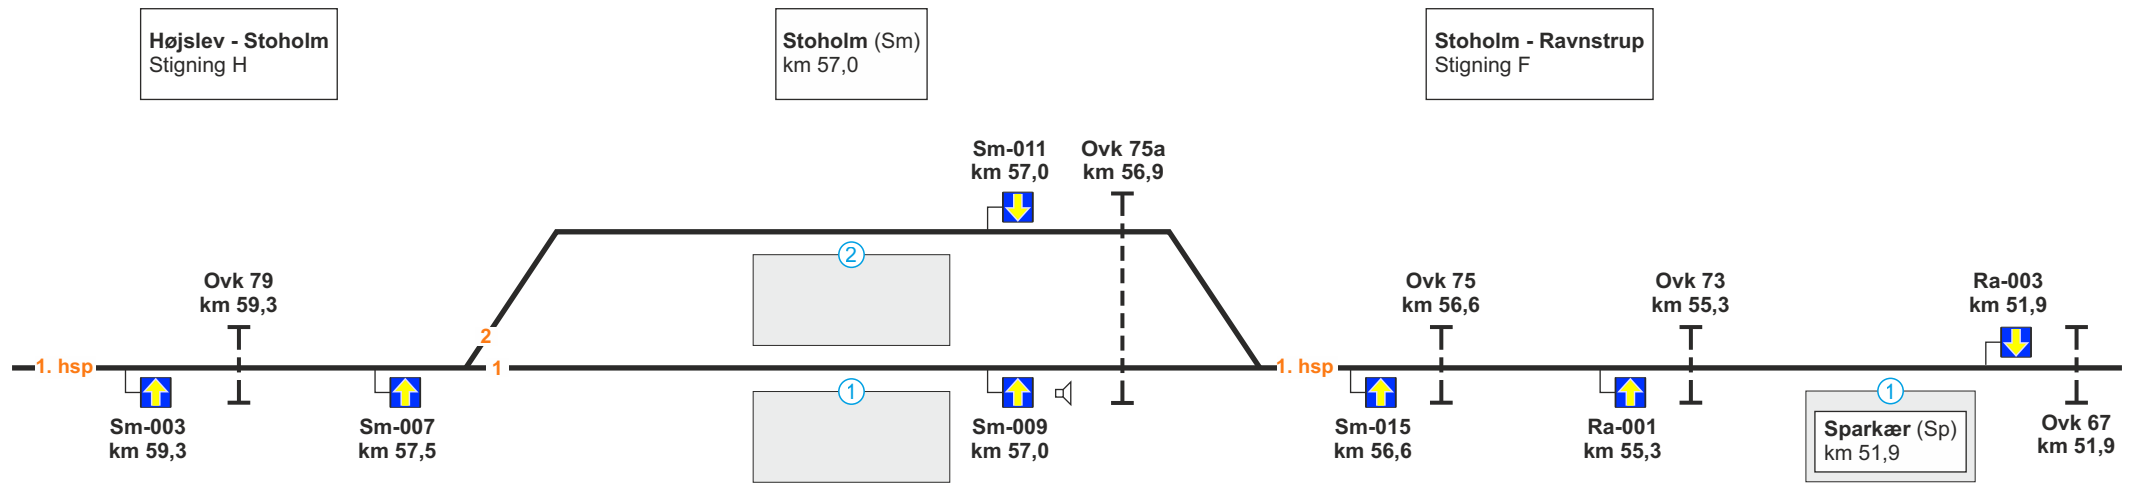 Højslev - Stoholm
Stigning H
Stoholm (Sm)
km 57,0
Stoholm - Ravnstrup
Stigning F
Sm-011
km 57,0
Ovk 75a
km 56,9
2
Ovk 79
km 59,3
Ovk 75
km 56,6
Ovk 73
km 55,3
Ra-003
km 51,9
2
1. hsp
1
1. hsp
1
1
Sm-003
km 59,3
Sm-007
km 57,5
Sm-009
km 57,0
Sm-015
km 56,6
Ra-001
km 55,3
Sparkær (Sp)
km 51,9
Ovk 67
km 51,9